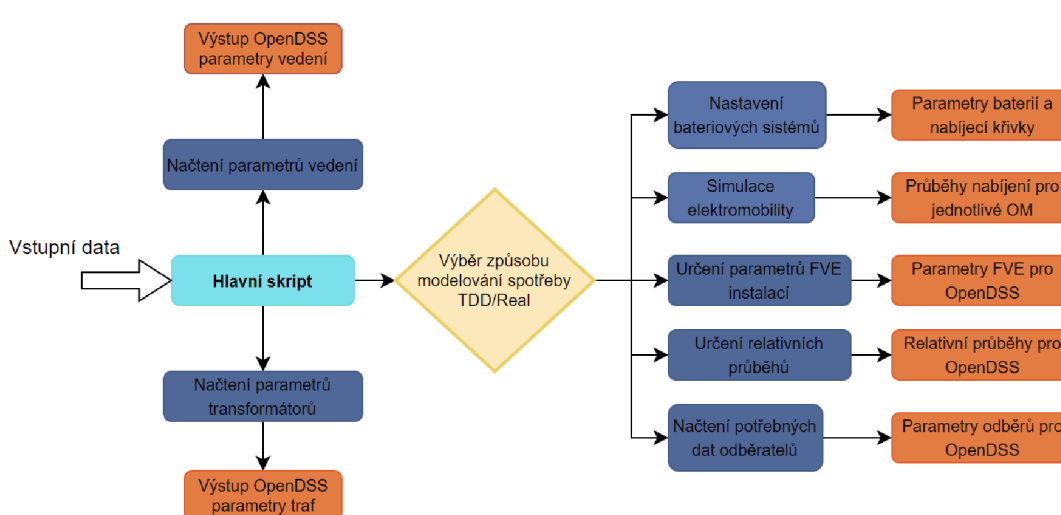 Výstup OpenDSS
parametry vedení
Načtení parametrů vedení
Vstupní data
Hlavní skript
Načtení parametrů
transformátorů
Výstup OpenDSS
parametry traf
Výběr způsobu
modelování spotřeby
TDD/Real
Nastavení
bateriových sistémů
Parametry baterií a
nabíjecí křivky
Simulace
elektromobility
Průběhy nabíjení pro
jednotlivé OM
Určení parametrů FVE
instalací
Parametry FVE pro
OpenDSS
Určení relativních
průběhů
Relativní průběhy pro
OpenDSS
Načtení potřebných
dat odběratelů
Parametry odběrů pro
OpenDSS